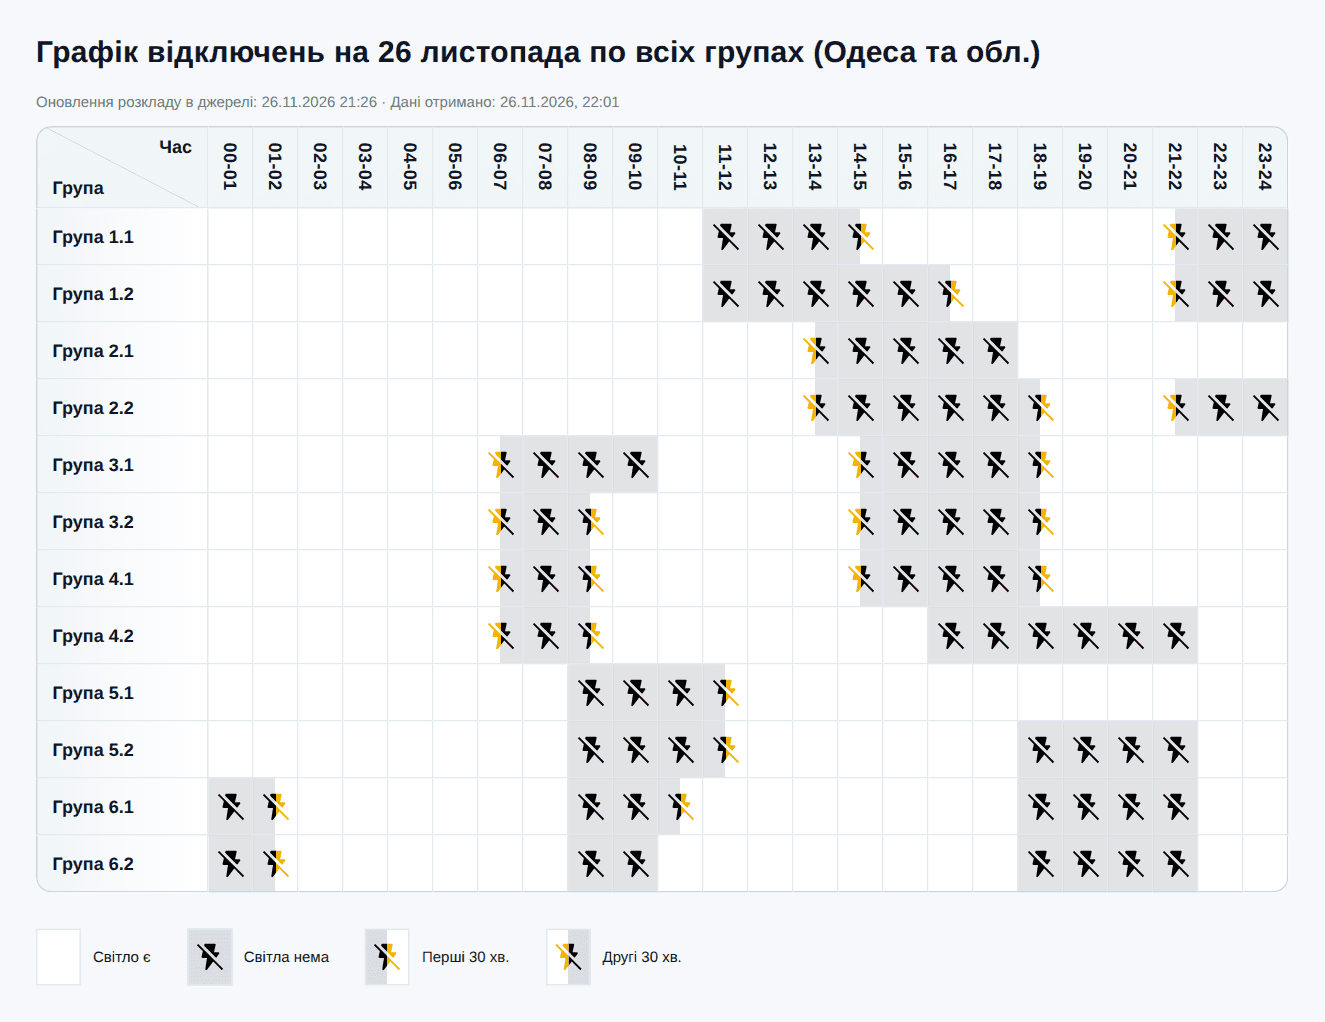 Графік відключень на 26 листопада по всіх групах (Одеса та обл.)
Оновлення розкладу в джерелі: 26.11.2026 21:26 · Дані отримано: 26.11.2026, 22:01
Час
Група
00-01 01-02 02-03 03-04 04-05 05-06 06-07 07-08 08-09 09-10 10-11 11-12 12-13 13-14 14-15 15-16 16-17 17-18 18-19 19-20 20-21 21-22 22-23 23-24
Група 1.1
Група 1.2
Група 2.1
Група 2.2
Група 3.1
Група 3.2
Група 4.1
Група 4.2
Група 5.1
Група 5.2
Група 6.1
Група 6.2
Світло є Світла нема Перші 30 хв. Другі 30 хв.